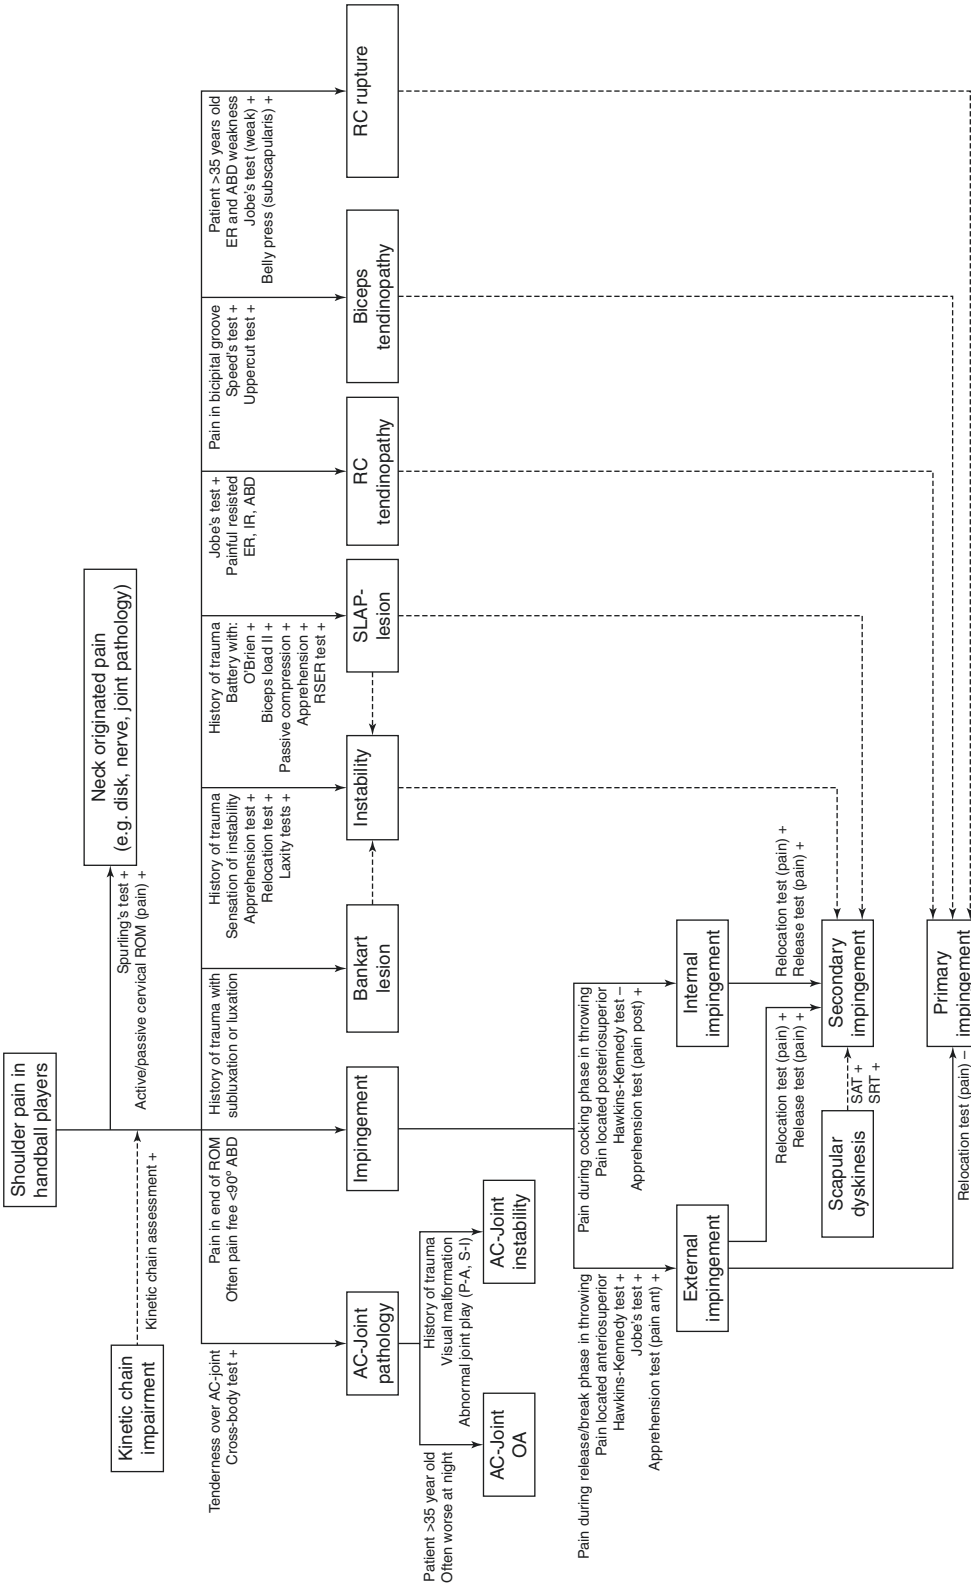 Shoulder pain in
handball players
Neck originated pain
(e.g. disk, nerve, joint pathology)
Spurling's test +
Active/passive cervical ROM (pain) +
Kinetic chain
impairment
Kinetic chain assessment +
Tenderness over AC-joint
Cross-body test +
Pain in end of ROM
Often pain free <90° ABD
History of trauma with
subluxation or luxation
History of trauma
Sensation of instability
Apprehension test +
Relocation test +
Laxity tests +
History of trauma
Battery with:
O'Brien +
Biceps load II +
Passive compression +
Apprehension +
RSER test +
Jobe's test +
Painful resisted
ER, IR, ABD
Pain in bicipital groove
Speed's test +
Uppercut test +
Patient >35 years old
ER and ABD weakness
Jobe's test (weak) +
Belly press (subscapularis) +
AC-Joint
pathology
Impingement
Bankart
lesion
Instability
SLAP-
lesion
RC
tendinopathy
Biceps
tendinopathy
RC rupture
Patient >35 year old
Often worse at night
History of trauma
Visual malformation
Abnormal joint play (P-A, S-I)
AC-Joint
OA
AC-Joint
instability
Pain during release/break phase in throwing
Pain located anteriosuperior
Hawkins-Kennedy test +
Jobe's test +
Apprehension test (pain ant) +
Pain during cocking phase in throwing
Pain located posteriosuperior
Hawkins-Kennedy test –
Apprehension test (pain post) +
External
impingement
Internal
impingement
Relocation test (pain) +
Release test (pain) +
Relocation test (pain) +
Release test (pain) +
Scapular
dyskinesis
SAT +
SRT +
Secondary
impingement
Relocation test (pain) –
Primary
impingement